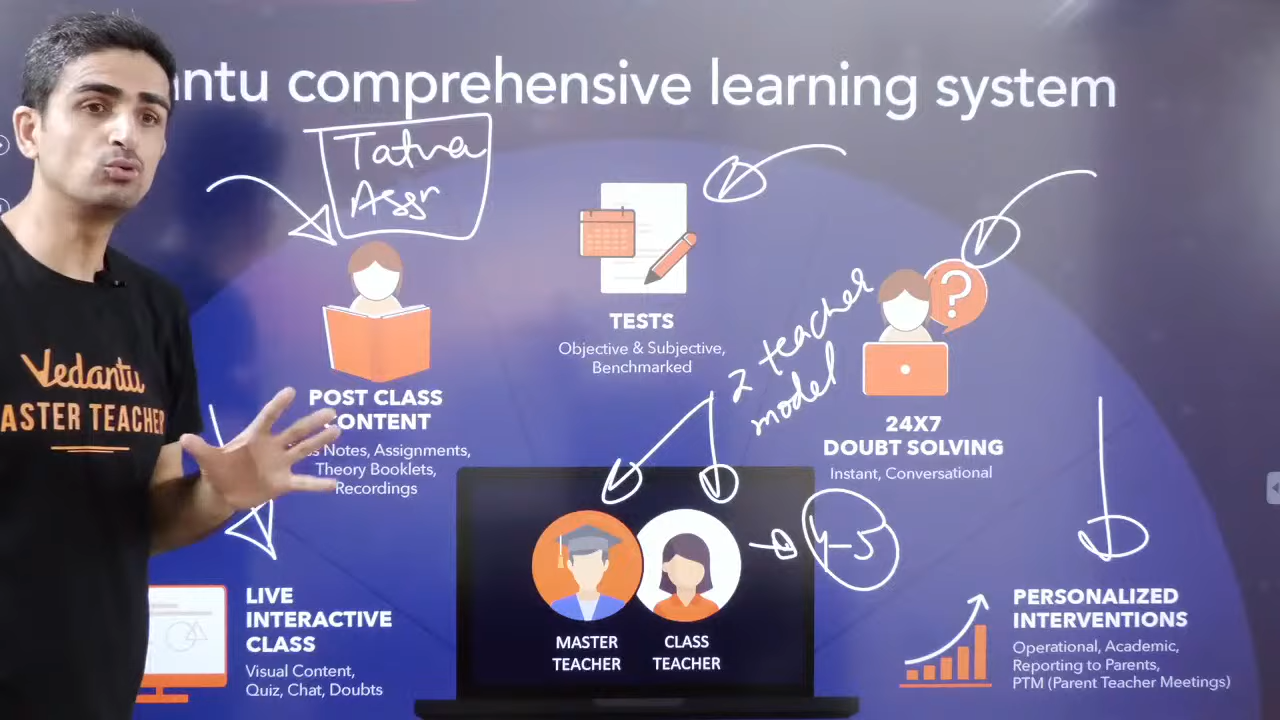 antu comprehensive learning system
Tatva
Assr
TESTS
Objective & Subjective,
Benchmarked
2 teacher
model
POST CLASS
CONTENT
Notes, Assignments,
Theory Booklets,
Recordings
24X7
DOUBT SOLVING
Instant, Conversational
Vedantu
ASTER TEACHER
4-5
LIVE
INTERACTIVE
CLASS
Visual Content,
Quiz, Chat, Doubts
MASTER
TEACHER
CLASS
TEACHER
PERSONALIZED
INTERVENTIONS
Operational, Academic,
Reporting to Parents,
PTM (Parent Teacher Meetings)